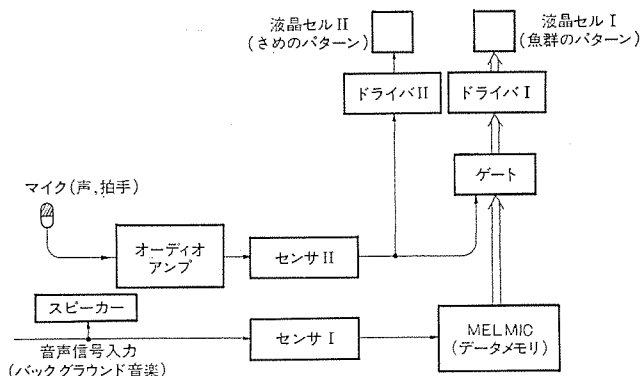 液晶セルⅡ
(さめのパターン)
液晶セルⅠ
(魚群のパターン)
ドライバⅡ
ドライバⅠ
ゲート
マイク(声,拍手)
オーディオ
アンプ
センサⅡ
スピーカー
センサⅠ
MELMIC
(データメモリ)
音声信号入力
(バックグラウンド音楽)